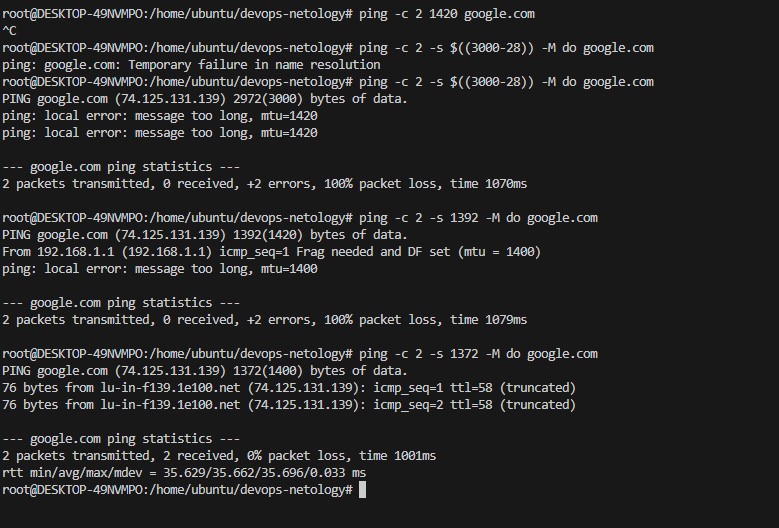 root@DESKTOP-49NVMPO:/home/ubuntu/devops-netology# ping -c 2 1420 google.com
^C
root@DESKTOP-49NVMPO:/home/ubuntu/devops-netology# ping -c 2 -s $((3000-28)) -M do google.com
ping: google.com: Temporary failure in name resolution
root@DESKTOP-49NVMPO:/home/ubuntu/devops-netology# ping -c 2 -s $((3000-28)) -M do google.com
PING google.com (74.125.131.139) 2972(3000) bytes of data.
ping: local error: message too long, mtu=1420
ping: local error: message too long, mtu=1420

--- google.com ping statistics ---
2 packets transmitted, 0 received, +2 errors, 100% packet loss, time 1070ms

root@DESKTOP-49NVMPO:/home/ubuntu/devops-netology# ping -c 2 -s 1392 -M do google.com
PING google.com (74.125.131.139) 1392(1420) bytes of data.
From 192.168.1.1 (192.168.1.1) icmp_seq=1 Frag needed and DF set (mtu = 1400)
ping: local error: message too long, mtu=1400

--- google.com ping statistics ---
2 packets transmitted, 0 received, +2 errors, 100% packet loss, time 1079ms

root@DESKTOP-49NVMPO:/home/ubuntu/devops-netology# ping -c 2 -s 1372 -M do google.com
PING google.com (74.125.131.139) 1372(1400) bytes of data.
76 bytes from lu-in-f139.1e100.net (74.125.131.139): icmp_seq=1 ttl=58 (truncated)
76 bytes from lu-in-f139.1e100.net (74.125.131.139): icmp_seq=2 ttl=58 (truncated)

--- google.com ping statistics ---
2 packets transmitted, 2 received, 0% packet loss, time 1001ms
rtt min/avg/max/mdev = 35.629/35.662/35.696/0.033 ms
root@DESKTOP-49NVMPO:/home/ubuntu/devops-netology#